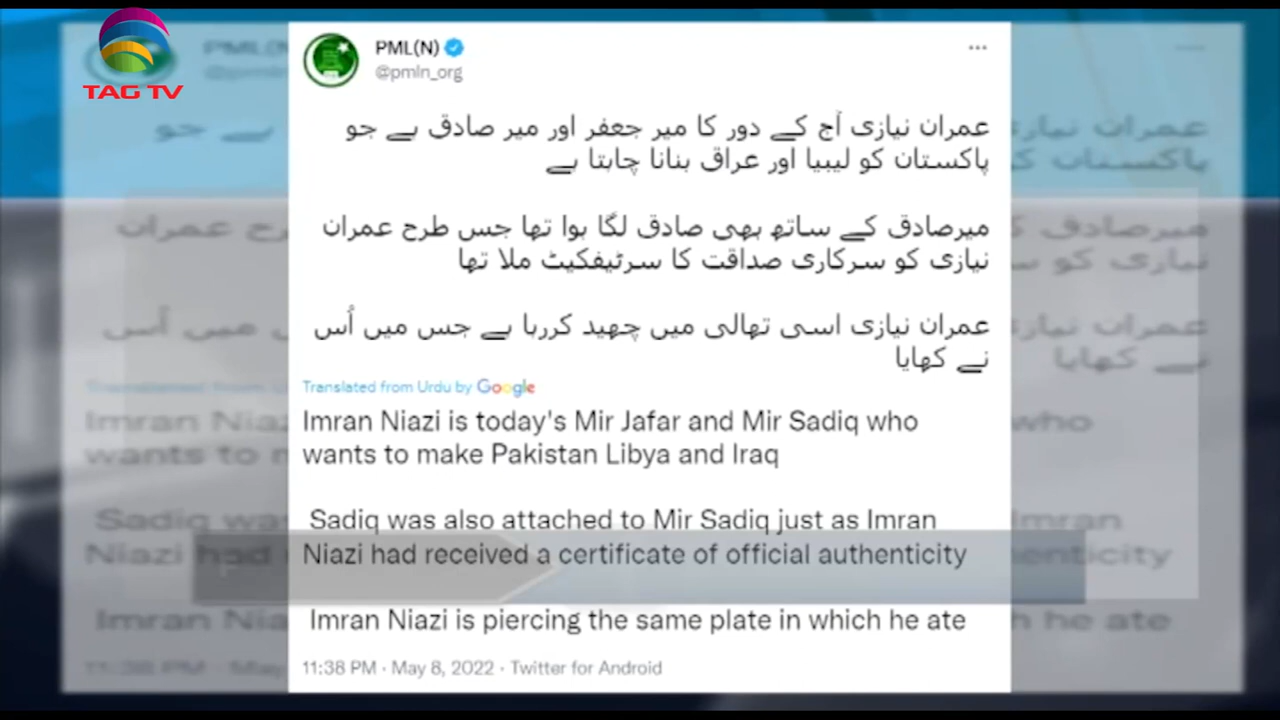 TAG TV
PML(N)
@pmln_org
عمران نیازی آج کے دور کا میر جعفر اور میر صادق ہے جو
پاکستان کو لیبیا اور عراق بنانا چاہتا ہے
میرصادق کے ساتھ بھی صادق لگا ہوا تھا جس طرح عمران
نیازی کو سرکاری صداقت کا سرٹیفکیٹ ملا تھا
عمران نیازی اسی تھالی میں چھید کررہا ہے جس میں اُس
نے کھایا
Translated from Urdu by Google
Imran Niazi is today's Mir Jafar and Mir Sadiq who
wants to make Pakistan Libya and Iraq
Sadiq was also attached to Mir Sadiq just as Imran
Niazi had received a certificate of official authenticity
Imran Niazi is piercing the same plate in which he ate
11:38 PM · May 8, 2022 · Twitter for Android